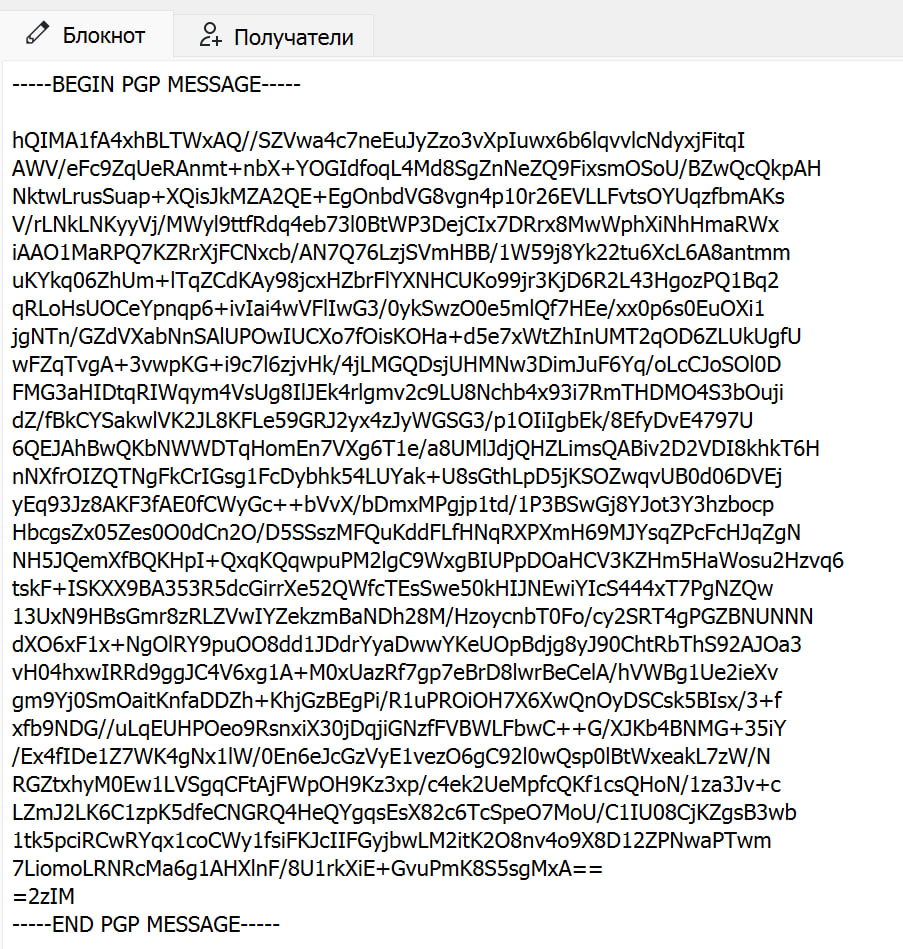 Блокнот
Получатели
-----BEGIN PGP MESSAGE-----
hQIMA1fA4xhBLTWxAQ//SZVwa4c7neEuJyZzo3vXpIuwx6b6lqvvlcNdyxjFitqI
AWV/eFc9ZqUeRAnmt+nbX+YOGIdfoqL4Md8SgZnNeZQ9FixsmOSoU/BZwQcQkpAH
NktwLrusSuap+XQisJkMZA2QE+EgOnbdVG8vgn4p10r26EVLLFvtsOYUqzfbmAKs
V/rLNkLNKyyVj/MWyl9ttfRdq4eb73l0BtWP3DejCIx7DRrx8MwWphXiNhHmaRWx
iAAO1MaRPQ7KZRrXjFCNxcb/AN7Q76LzjSVmHBB/1W59j8Yk22tu6XcL6A8antmm
uKYkq06ZhUm+lTqZCdKAy98jcxHZbrFlYXNHCUKo99jr3KjD6R2L43HgozPQ1Bq2
qRLoHsUOCeYpnqp6+ivIai4wVFlIwG3/0ykSwzO0e5mlQf7HEe/xx0p6s0EuOXi1
jgNTn/GZdVXabNnSAlUPOwIUCXo7fOisKOHa+d5e7xWtZhInUMT2qOD6ZLUkUgfU
wFZqTvgA+3vwpKG+i9c7l6zjvHk/4jLMGQDsjUHMNw3DimJuF6Yq/oLcCJoSOl0D
FMG3aHIDtqRIWqym4VsUg8IlJEk4rlgmv2c9LU8Nchb4x93i7RmTHDMO4S3bOuji
dZ/fBkCYSakwlVK2JL8KFLe59GRJ2yx4zJyWGSG3/p1OIiIgbEk/8EfyDvE4797U
6QEJAhBwQKbNWWDTqHomEn7VXg6T1e/a8UMlJdjQHZLimsQABiv2D2VDI8khkT6H
nNXfrOIZQTNgFkCrIGsg1FcDybhk54LUYak+U8sGthLpD5jKSOZwqvUB0d06DVEj
yEq93Jz8AKF3fAE0fCWyGc++bVvX/bDmxMPgjp1td/1P3BSwGj8YJot3Y3hzbocp
HbcgsZx05Zes0O0dCn2O/D5SSszMFQuKddFLfHNqRXPXmH69MJYsqZPcFcHJqZgN
NH5JQemXfBQKHpI+QxqKQqwpuPM2lgC9WxgBIUPpDOaHCV3KZHm5HaWosu2Hzvq6
tskF+ISKXX9BA353R5dcGirrXe52QWfcTEsSwe50kHIJNEwiYIcS444xT7PgNZQw
13UxN9HBsGmr8zRLZVwIYZekzmBaNDh28M/HzoycnbT0Fo/cy2SRT4gPGZBNUNNN
dXO6xF1x+NgOlRY9puOO8dd1JDdrYyaDwwYKeUOpBdjg8yJ90ChtRbThS92AJOa3
vH04hxwIRRd9ggJC4V6xg1A+M0xUazRf7gp7eBrD8lwrBeCelA/hVWBg1Ue2ieXv
gm9Yj0SmOaitKnfaDDZh+KhjGzBEgPi/R1uPROiOH7X6XwQnOyDSCsk5BIsx/3+f
xfb9NDG//uLqEUHPOeo9RsnxiX30jDqjiGNzfFVBWLFbwC++G/XJKb4BNMG+35iY
/Ex4fIDe1Z7WK4gNx1lW/0En6eJcGzVyE1vezO6gC92l0wQsp0lBtWxeakL7zW/N
RGZtxhyM0Ew1LVSgqCFtAjFWpOH9Kz3xp/c4ek2UeMpfcQKf1csQHoN/1za3Jv+c
LZmJ2LK6C1zpK5dfeCNGRQ4HeQYgqsEsX82c6TcSpeO7MoU/C1IU08CjKZgsB3wb
1tk5pciRCwRYqx1coCWy1fsiFKJcIIFGyjbwLM2itK2O8nv4o9X8D12ZPNwaPTwm
7LiomoLRNRcMa6g1AHXlnF/8U1rkXiE+GvuPmK8S5sgMxA==
=2zIM
-----END PGP MESSAGE-----